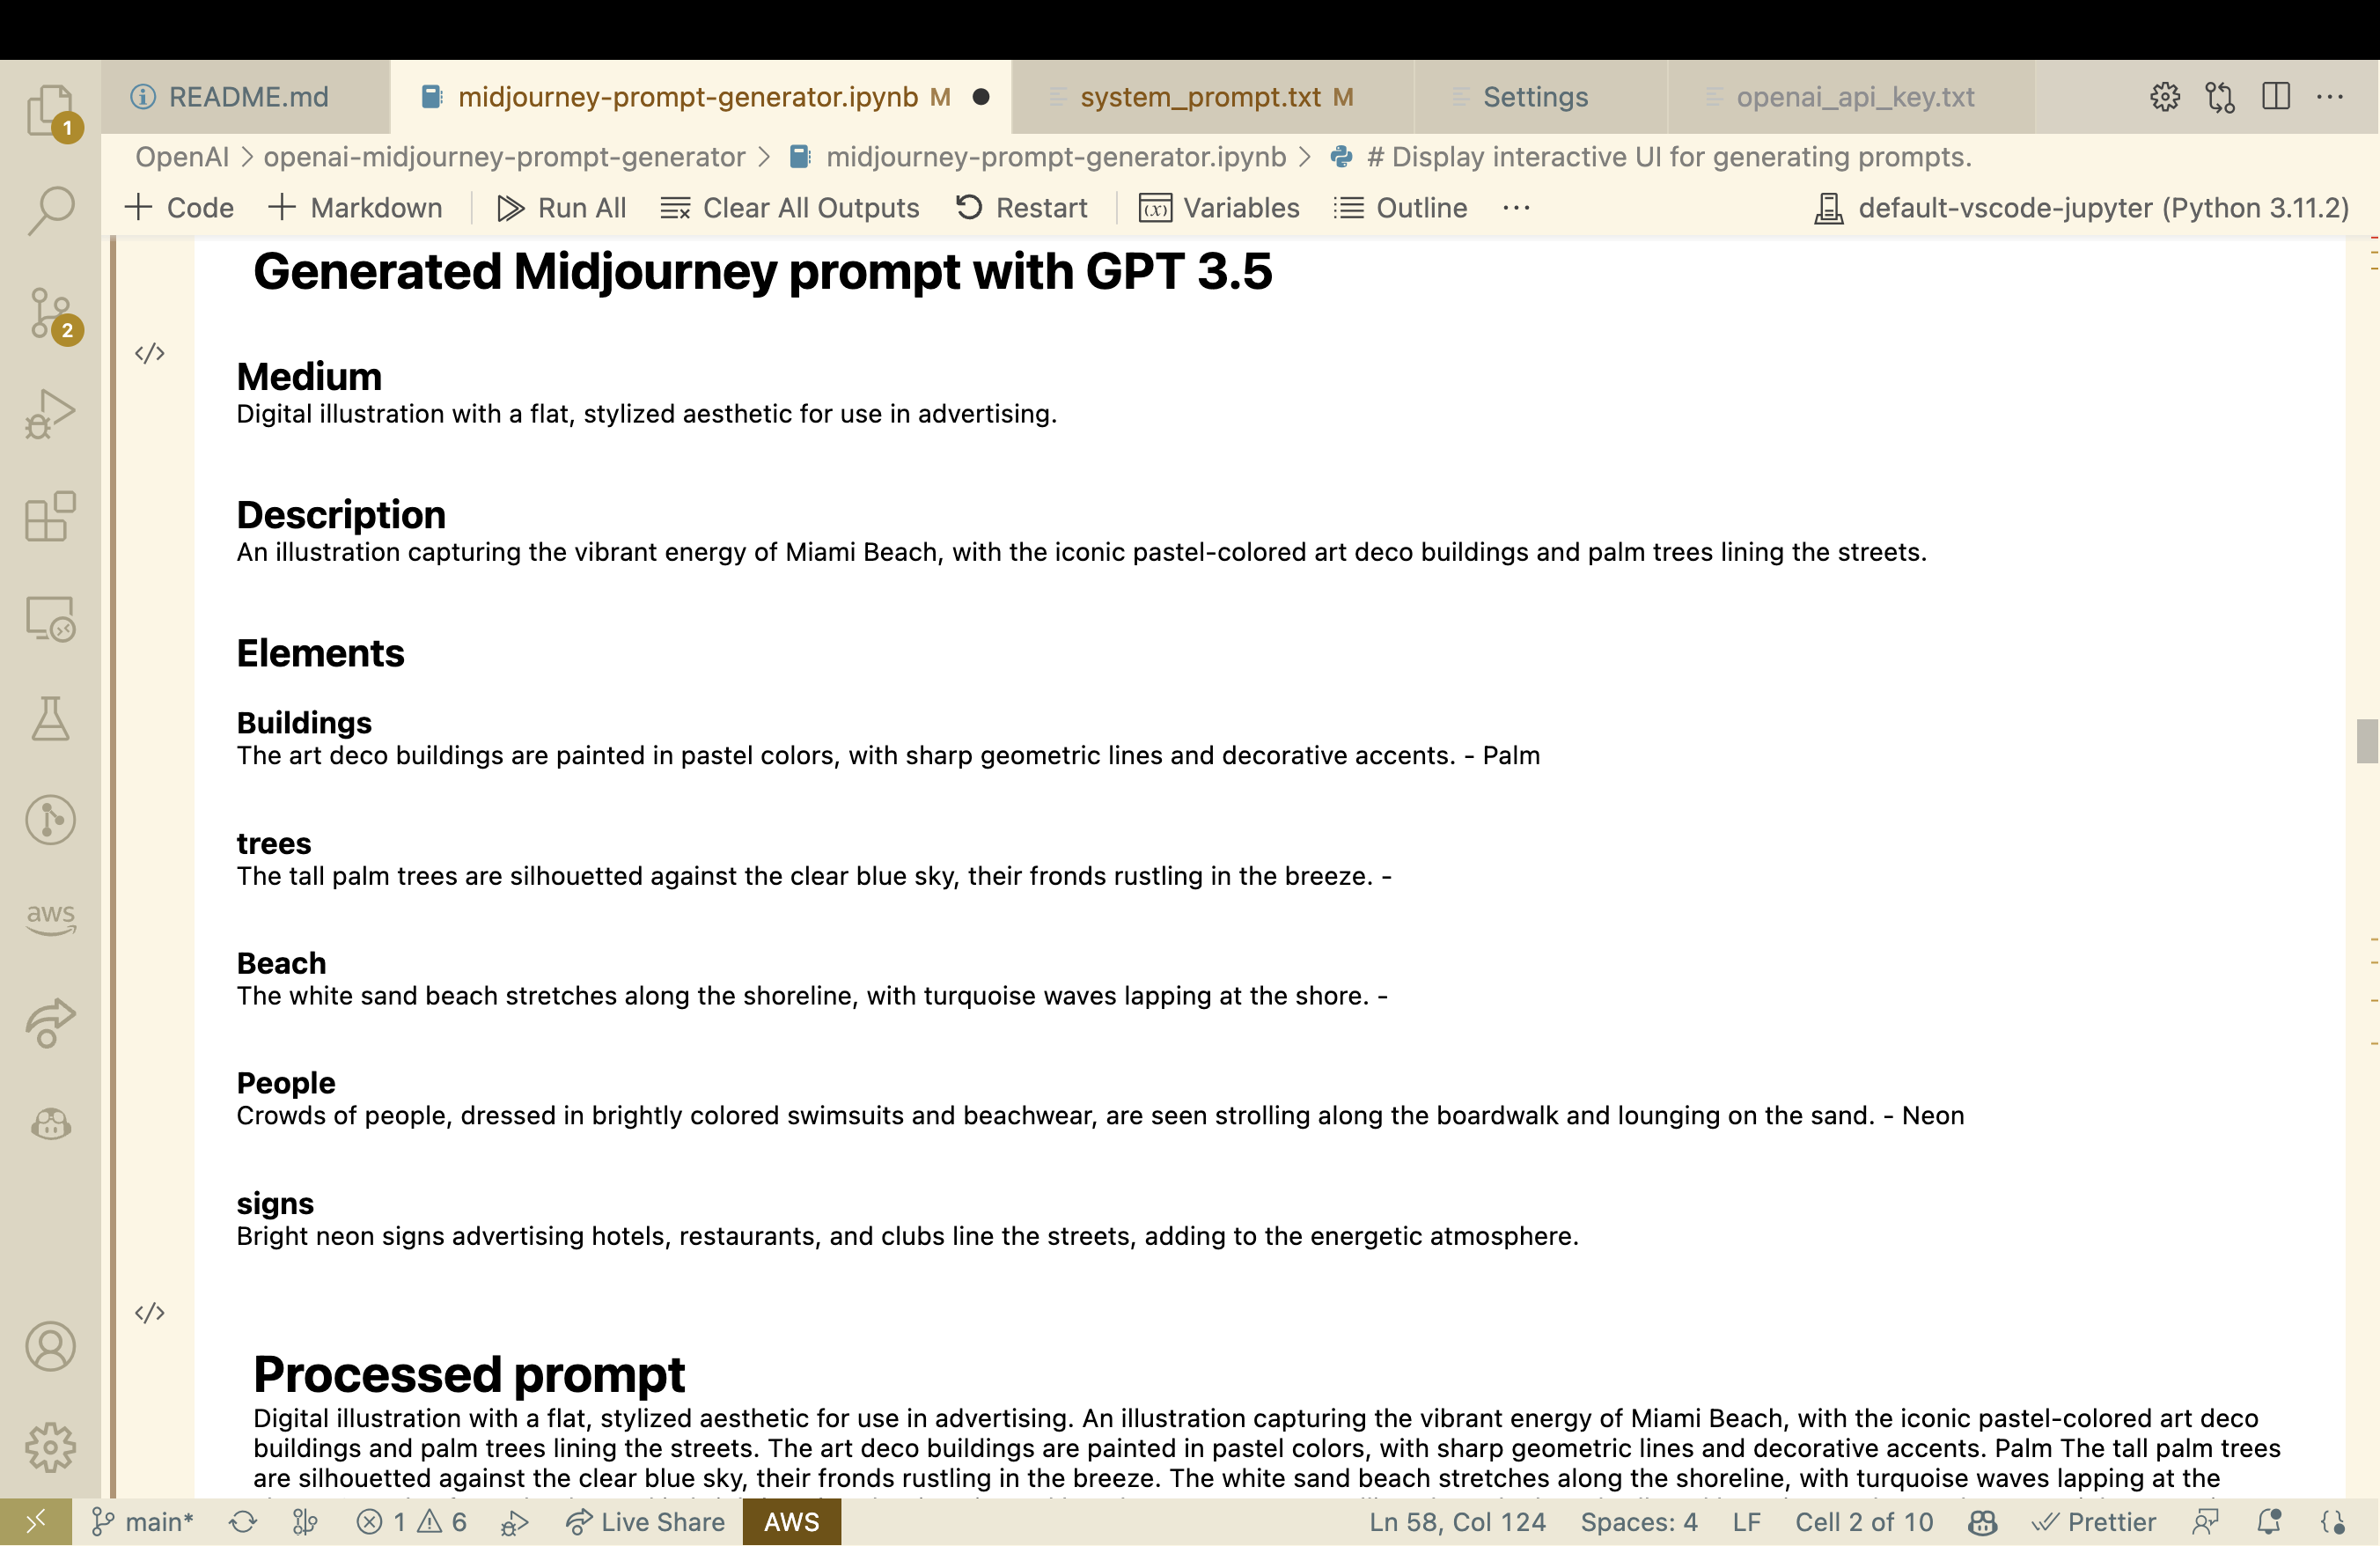 README.md
midjourney-prompt-generator.ipynb M
system_prompt.txt M
Settings
openai_api_key.txt
OpenAI > openai-midjourney-prompt-generator > midjourney-prompt-generator.ipynb > # Display interactive UI for generating prompts.
+ Code + Markdown Run All Clear All Outputs Restart Variables Outline ... default-vscode-jupyter (Python 3.11.2)
1
2
aws
Generated Midjourney prompt with GPT 3.5
Medium
Digital illustration with a flat, stylized aesthetic for use in advertising.
Description
An illustration capturing the vibrant energy of Miami Beach, with the iconic pastel-colored art deco buildings and palm trees lining the streets.
Elements
Buildings
The art deco buildings are painted in pastel colors, with sharp geometric lines and decorative accents. - Palm
trees
The tall palm trees are silhouetted against the clear blue sky, their fronds rustling in the breeze. -
Beach
The white sand beach stretches along the shoreline, with turquoise waves lapping at the shore. -
People
Crowds of people, dressed in brightly colored swimsuits and beachwear, are seen strolling along the boardwalk and lounging on the sand. - Neon
signs
Bright neon signs advertising hotels, restaurants, and clubs line the streets, adding to the energetic atmosphere.
Processed prompt
Digital illustration with a flat, stylized aesthetic for use in advertising. An illustration capturing the vibrant energy of Miami Beach, with the iconic pastel-colored art deco
buildings and palm trees lining the streets. The art deco buildings are painted in pastel colors, with sharp geometric lines and decorative accents. Palm The tall palm trees
are silhouetted against the clear blue sky, their fronds rustling in the breeze. The white sand beach stretches along the shoreline, with turquoise waves lapping at the
main* 1 6 Live Share AWS Ln 58, Col 124 Spaces: 4 LF Cell 2 of 10 Prettier